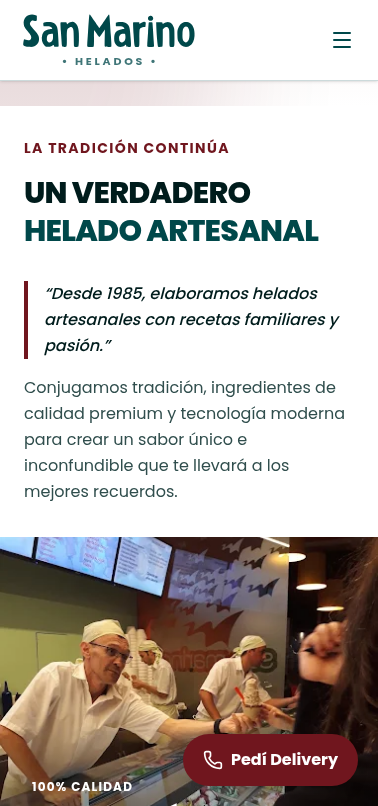 San Marino
• HELADOS •
LA TRADICIÓN CONTINÚA
UN VERDADERO
HELADO ARTESANAL
“Desde 1985, elaboramos helados
artesanales con recetas familiares y
pasión.”
Conjugamos tradición, ingredientes de
calidad premium y tecnología moderna
para crear un sabor único e
inconfundible que te llevará a los
mejores recuerdos.
Pedí Delivery
100% CALIDAD